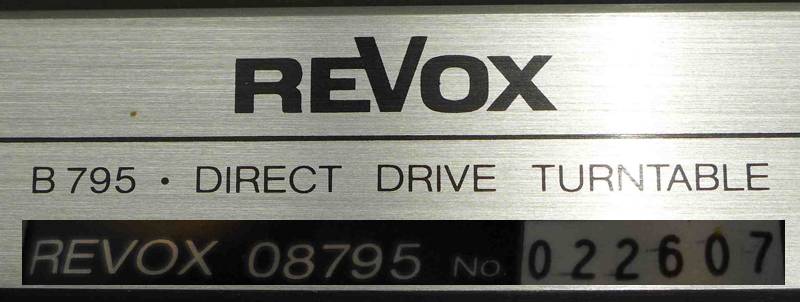 REVOX
B 795 • DIRECT DRIVE TURNTABLE
REVOX 08795 No. 022607